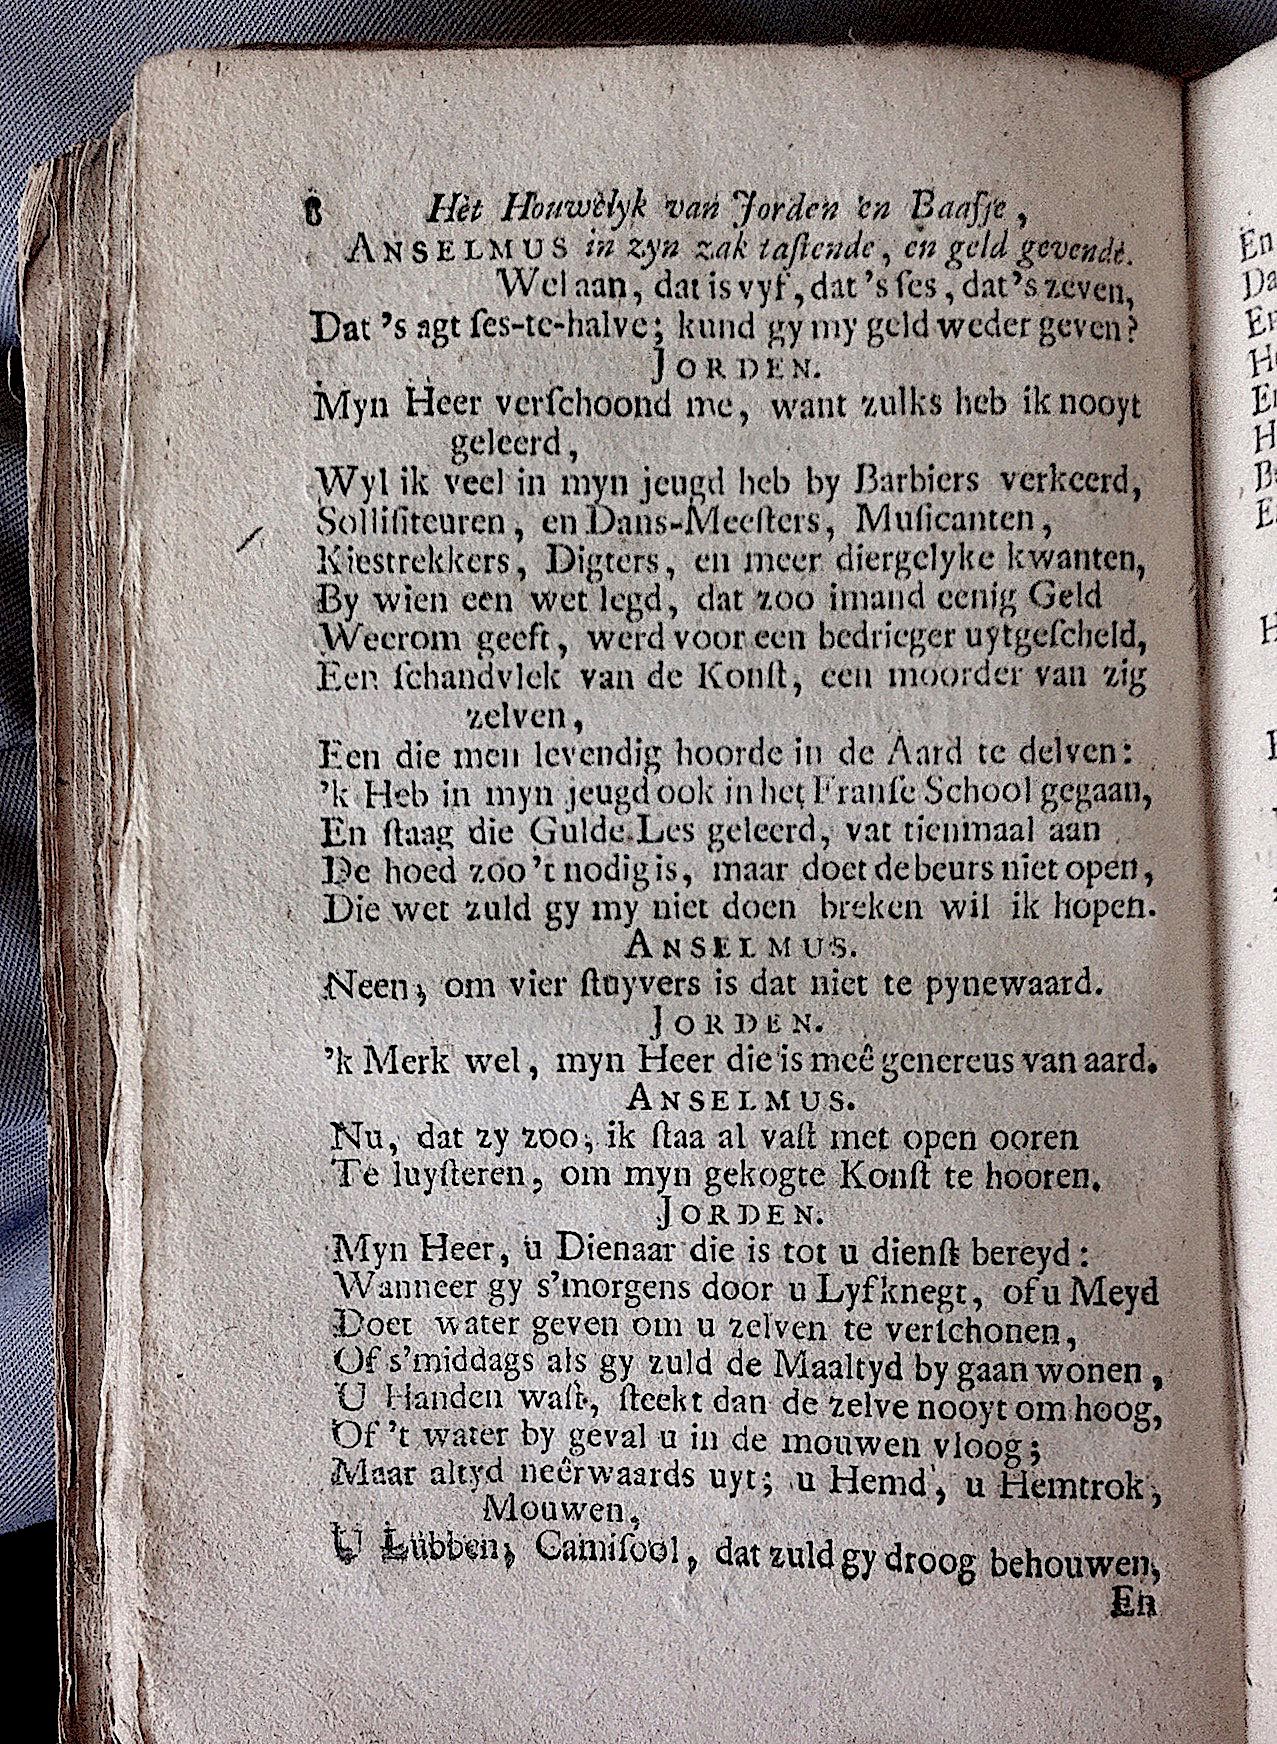 8 Het Houwelyk van Jorden en Baasje,
ANSELMUS in zyn zak taſtende, en geld gevende.
Wel aan, dat is vyf, dat 's ſes, dat 's zeven,
Dat 's agt ſes-te-halve; kund gy my geld weder geven?
JORDEN.
Myn Heer verſchoond me, want zulks heb ik nooyt
geleerd,
Wyl ik veel in myn jeugd heb by Barbiers verkeerd,
Solliſiteuren, en Dans-Meeſters, Muſicanten,
Kiestrekkers, Digters, en meer diergelyke kwanten,
By wien een wet legd, dat zoo imand eenig Geld
Weerom geeft, werd voor een bedrieger uytgeſcheld,
Een ſchandvlek van de Konſt, een moorder van zig
zelven,
Een die men levendig hoorde in de Aard te delven:
'k Heb in myn jeugd ook in het Franſe School gegaan,
En ſtaag die Gulde Les geleerd, vat tienmaal aan
De hoed zoo 't nodig is, maar doet de beurs niet open,
Die wet zuld gy my niet doen breken wil ik hopen.
ANSELMUS.
Neen, om vier ſtuyvers is dat niet te pynewaard.
JORDEN.
'k Merk wel, myn Heer die is meê genereus van aard.
ANSELMUS.
Nu, dat zy zoo, ik ſtaa al vaſt met open ooren
Te luyſteren, om myn gekogte Konſt te hooren.
JORDEN.
Myn Heer, u Dienaar die is tot u dienſt bereyd:
Wanneer gy s'morgens door u Lyfknegt, of u Meyd
Doet water geven om u zelven te verſchonen,
Of s'middags als gy zuld de Maaltyd by gaan wonen,
U Handen waſt, ſteekt dan de zelve nooyt om hoog,
Of 't water by geval u in de mouwen vloog;
Maar altyd neêrwaards uyt; u Hemd, u Hemtrok,
Mouwen,
U Lubben, Camiſool, dat zuld gy droog behouwen,
En